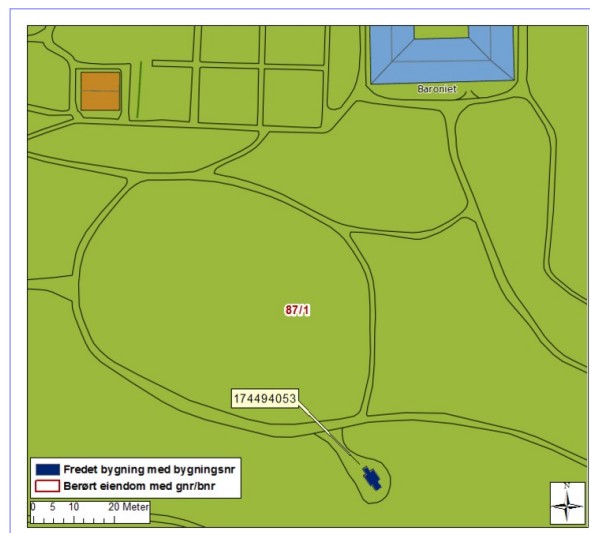 Baroniet
87/1
174494053
Fredet bygning med bygningsnr
Berørt eiendom med gnr/bnr
0 5 10 20 Meter
N